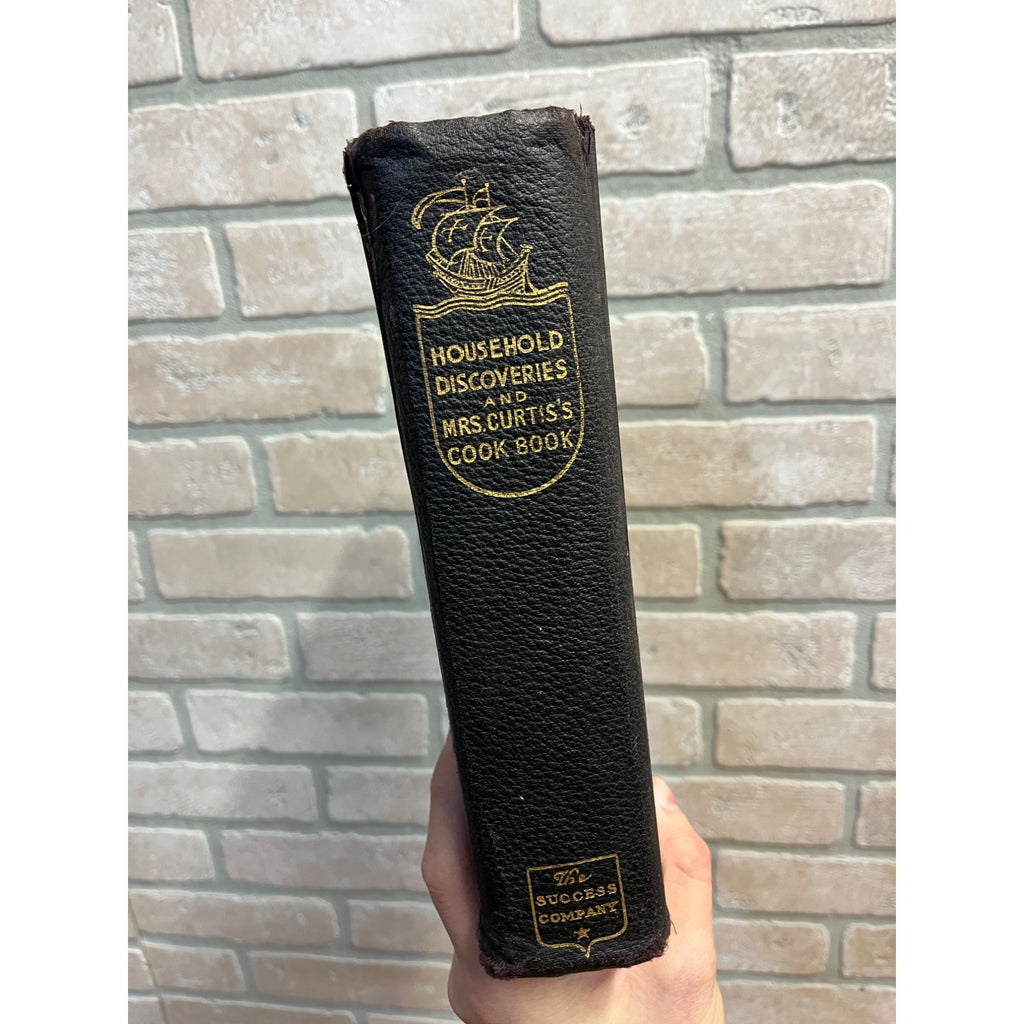 HOUSEHOLD
DISCOVERIES
AND
MRS. CURTIS'S
COOK BOOK
The
SUCCESS
COMPANY